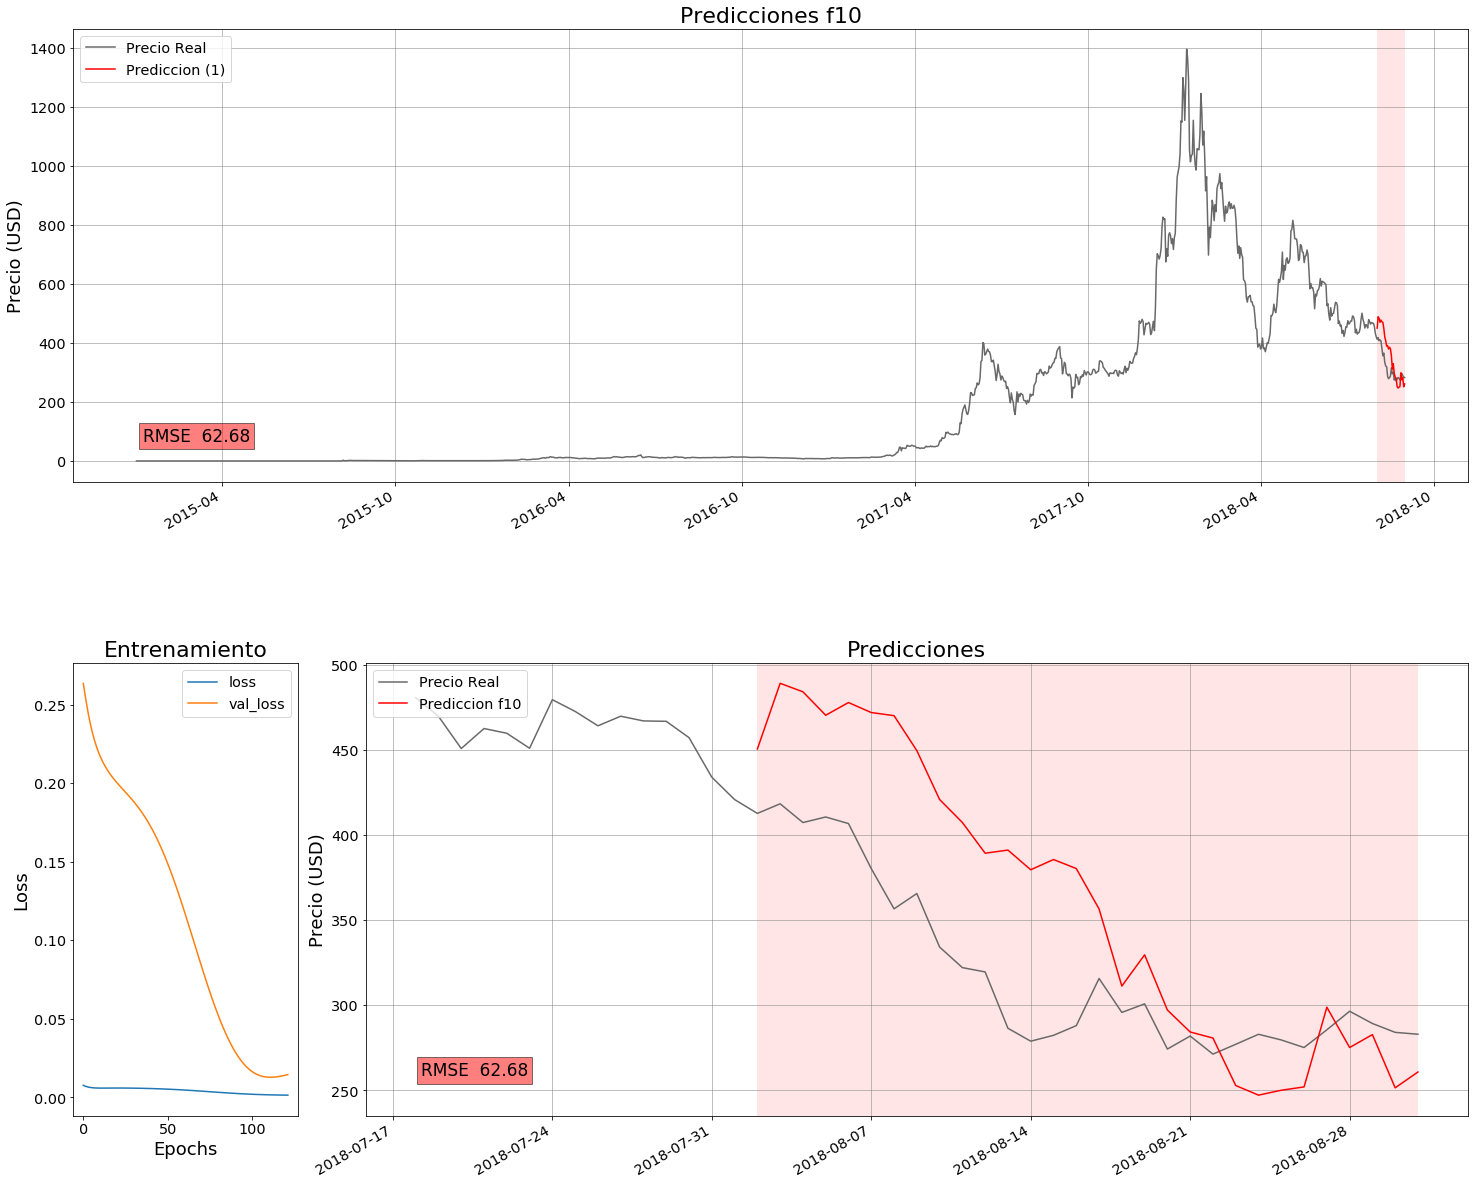 Predicciones f10
Precio Real
Prediccion (1)
Precio (USD)
1400
1200
1000
800
600
400
200
0
RMSE  62.68
2015-04
2015-10
2016-04
2016-10
2017-04
2017-10
2018-04
2018-10
Entrenamiento
loss
val_loss
Loss
0.25
0.20
0.15
0.10
0.05
0.00
0
50
100
Epochs
Predicciones
Precio Real
Prediccion f10
Precio (USD)
500
450
400
350
300
250
RMSE  62.68
2018-07-17
2018-07-24
2018-07-31
2018-08-07
2018-08-14
2018-08-21
2018-08-28